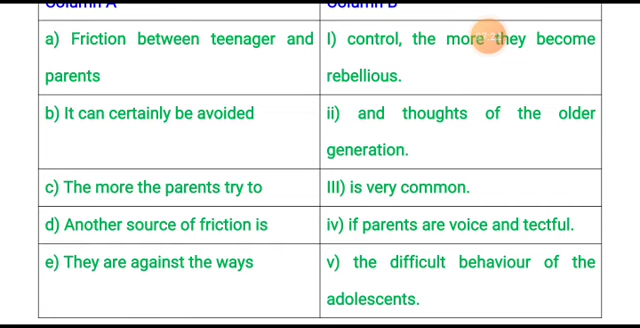 Column A Column B
a) Friction between teenager and I) control, the more they become
parents rebellious.
b) It can certainly be avoided ii) and thoughts of the older
generation.
c) The more the parents try to III) is very common.
d) Another source of friction is iv) if parents are voice and tectful.
e) They are against the ways v) the difficult behaviour of the
adolescents.